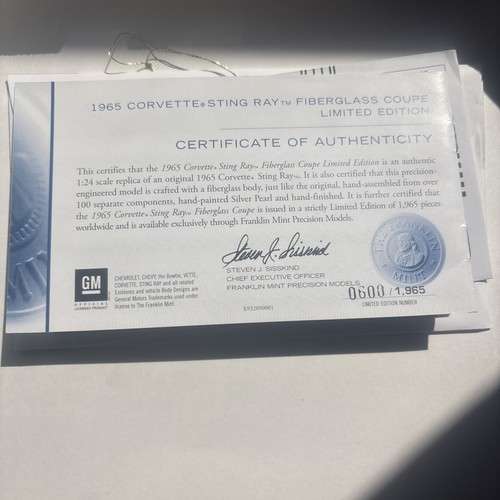 1965 CORVETTE® STING RAY™ FIBERGLASS COUPE
LIMITED EDITION
CERTIFICATE OF AUTHENTICITY
This certifies that the 1965 Corvette® Sting Ray™ Fiberglass Coupe Limited Edition is an authentic
1:24 scale replica of an original 1965 Corvette® Sting Ray™. It is also certified that this precision-
engineered model is crafted with a fiberglass body, just like the original, hand-assembled from over
100 separate components, hand-painted Silver Pearl and hand-finished. It is further certified that
the 1965 Corvette® Sting Ray™ Fiberglass Coupe is issued in a strictly Limited Edition of 1,965 pieces
worldwide and is available exclusively through Franklin Mint Precision Models.
Steven J. Sisskind
STEVEN J. SISSKIND
CHIEF EXECUTIVE OFFICER
FRANKLIN MINT PRECISION MODELS
GM
OFFICIAL
LICENSED PRODUCT
CHEVROLET, CHEVY, the Bowtie, VETTE,
CORVETTE, STING RAY and all related
Emblems and vehicle Body Designs are
General Motors Trademarks used under
license to The Franklin Mint.
THE FRANKLIN
MINT
0600/1,965
LIMITED EDITION NUMBER